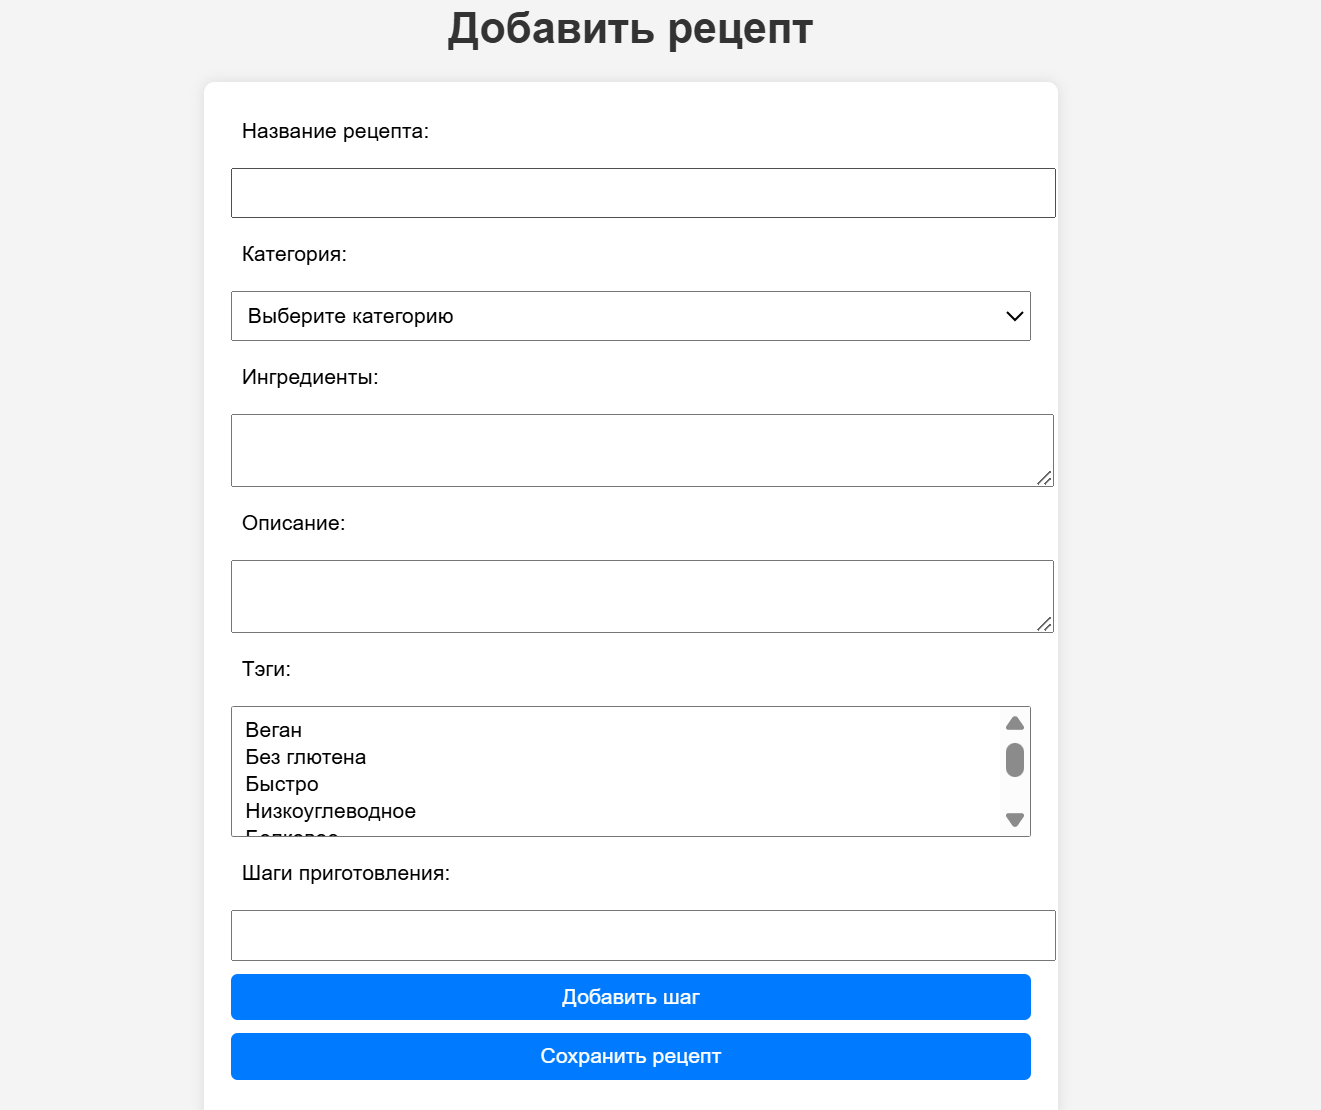 Добавить рецепт
Название рецепта:
Категория:
Выберите категорию
Ингредиенты:
Описание:
Тэги:
Веган
Без глютена
Быстро
Низкоуглеводное
Шаги приготовления:
Добавить шаг
Сохранить рецепт